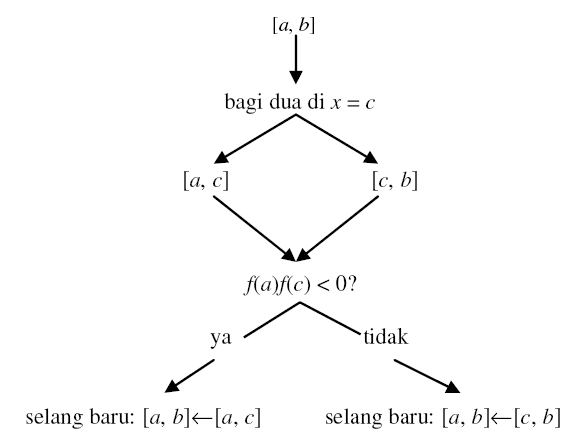 [a, b]
bagi dua di x = c
[a, c]
[c, b]
f(a)f(c) < 0?
ya
tidak
selang baru: [a, b]←[a, c]
selang baru: [a, b]←[c, b]